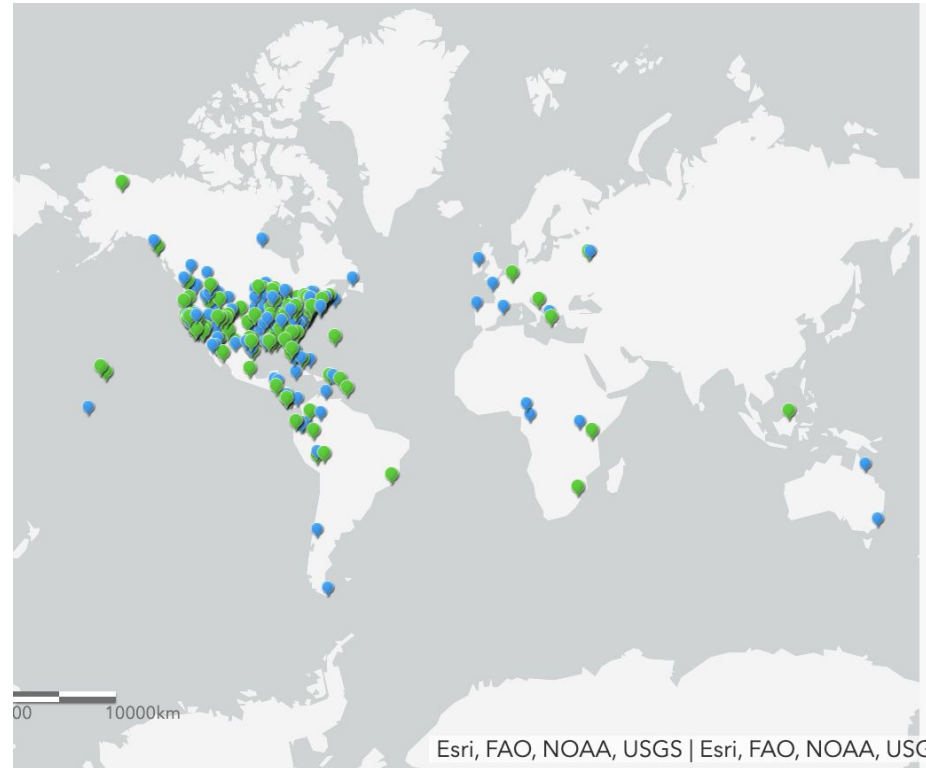 00
10000km
Esri, FAO, NOAA, USGS | Esri, FAO, NOAA, USG